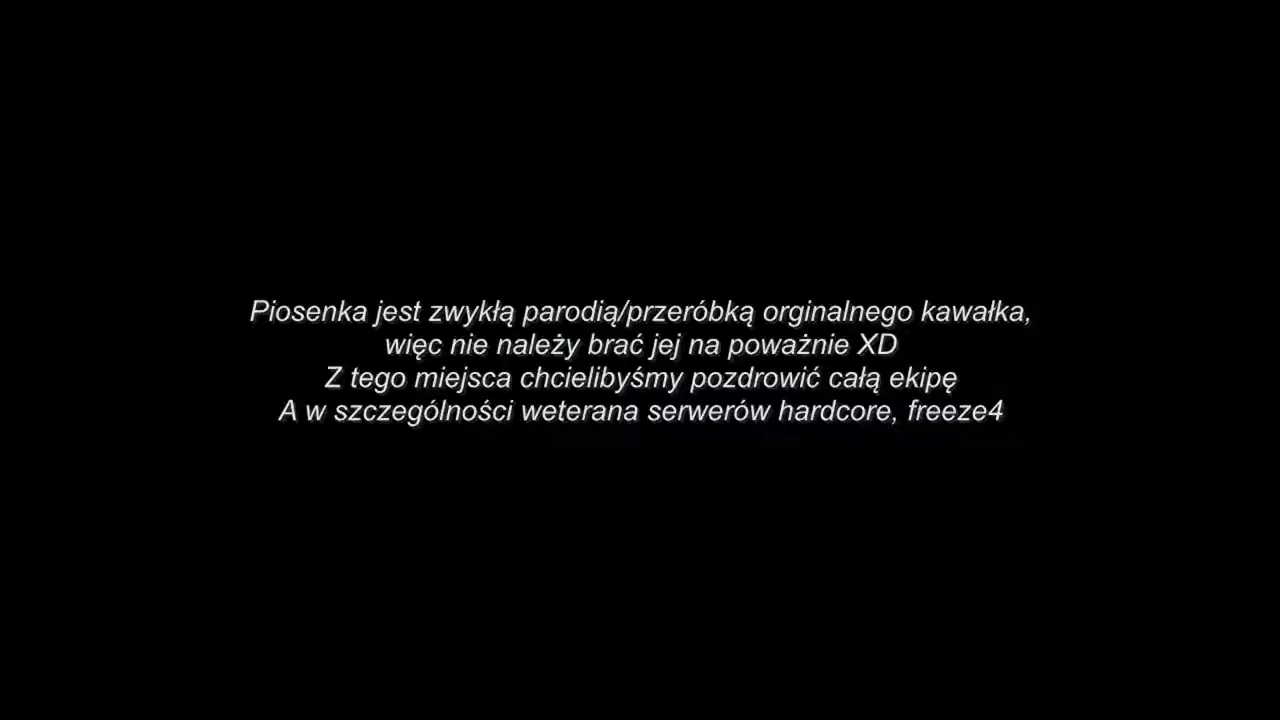 Piosenka jest zwykłą parodią/przeróbką orginalnego kawałka,
więc nie należy brać jej na poważnie XD
Z tego miejsca chcielibyśmy pozdrowić całą ekipę
A w szczególności weterana serwerów hardcore, freeze4